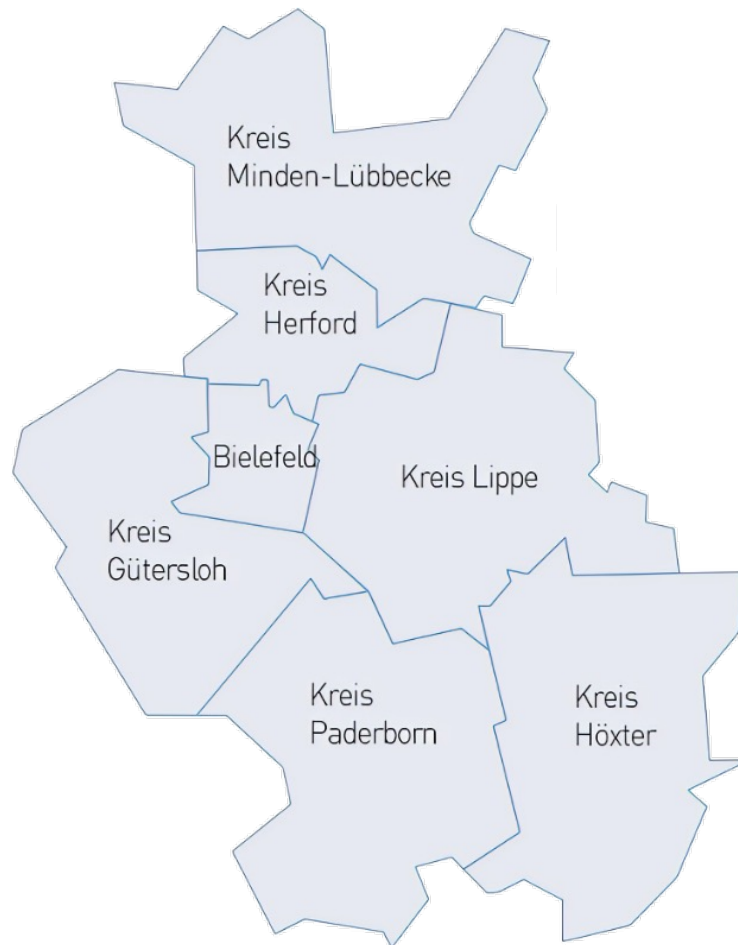 Kreis
Minden-Lübbecke
Kreis
Herford
Bielefeld
Kreis Lippe
Kreis
Gütersloh
Kreis
Paderborn
Kreis
Höxter